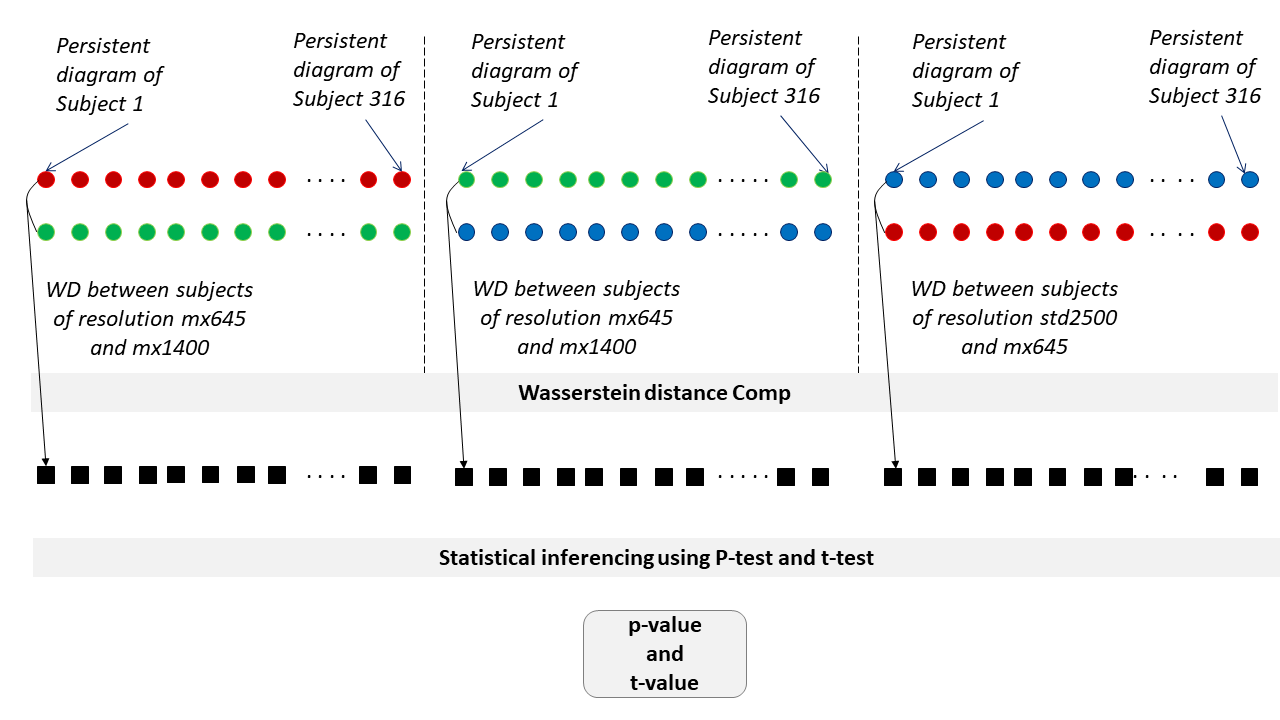 Persistent
diagram of
Subject 1
Persistent
diagram of
Subject 316
Persistent
diagram of
Subject 1
Persistent
diagram of
Subject 316
Persistent
diagram of
Subject 1
Persistent
diagram of
Subject 316
WD between subjects
of resolution mx645
and mx1400
WD between subjects
of resolution mx645
and mx1400
WD between subjects
of resolution std2500
and mx645
Wasserstein distance Comp
Statistical inferencing using P-test and t-test
p-value
and
t-value